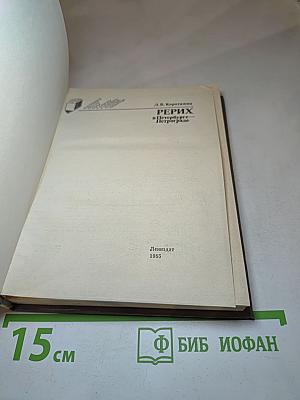 Л. В. Короткина
РЕРИХ
в Петербурге—
Петрограде
Лениздат
1985
15 см
Ф БИБ ИОФАН